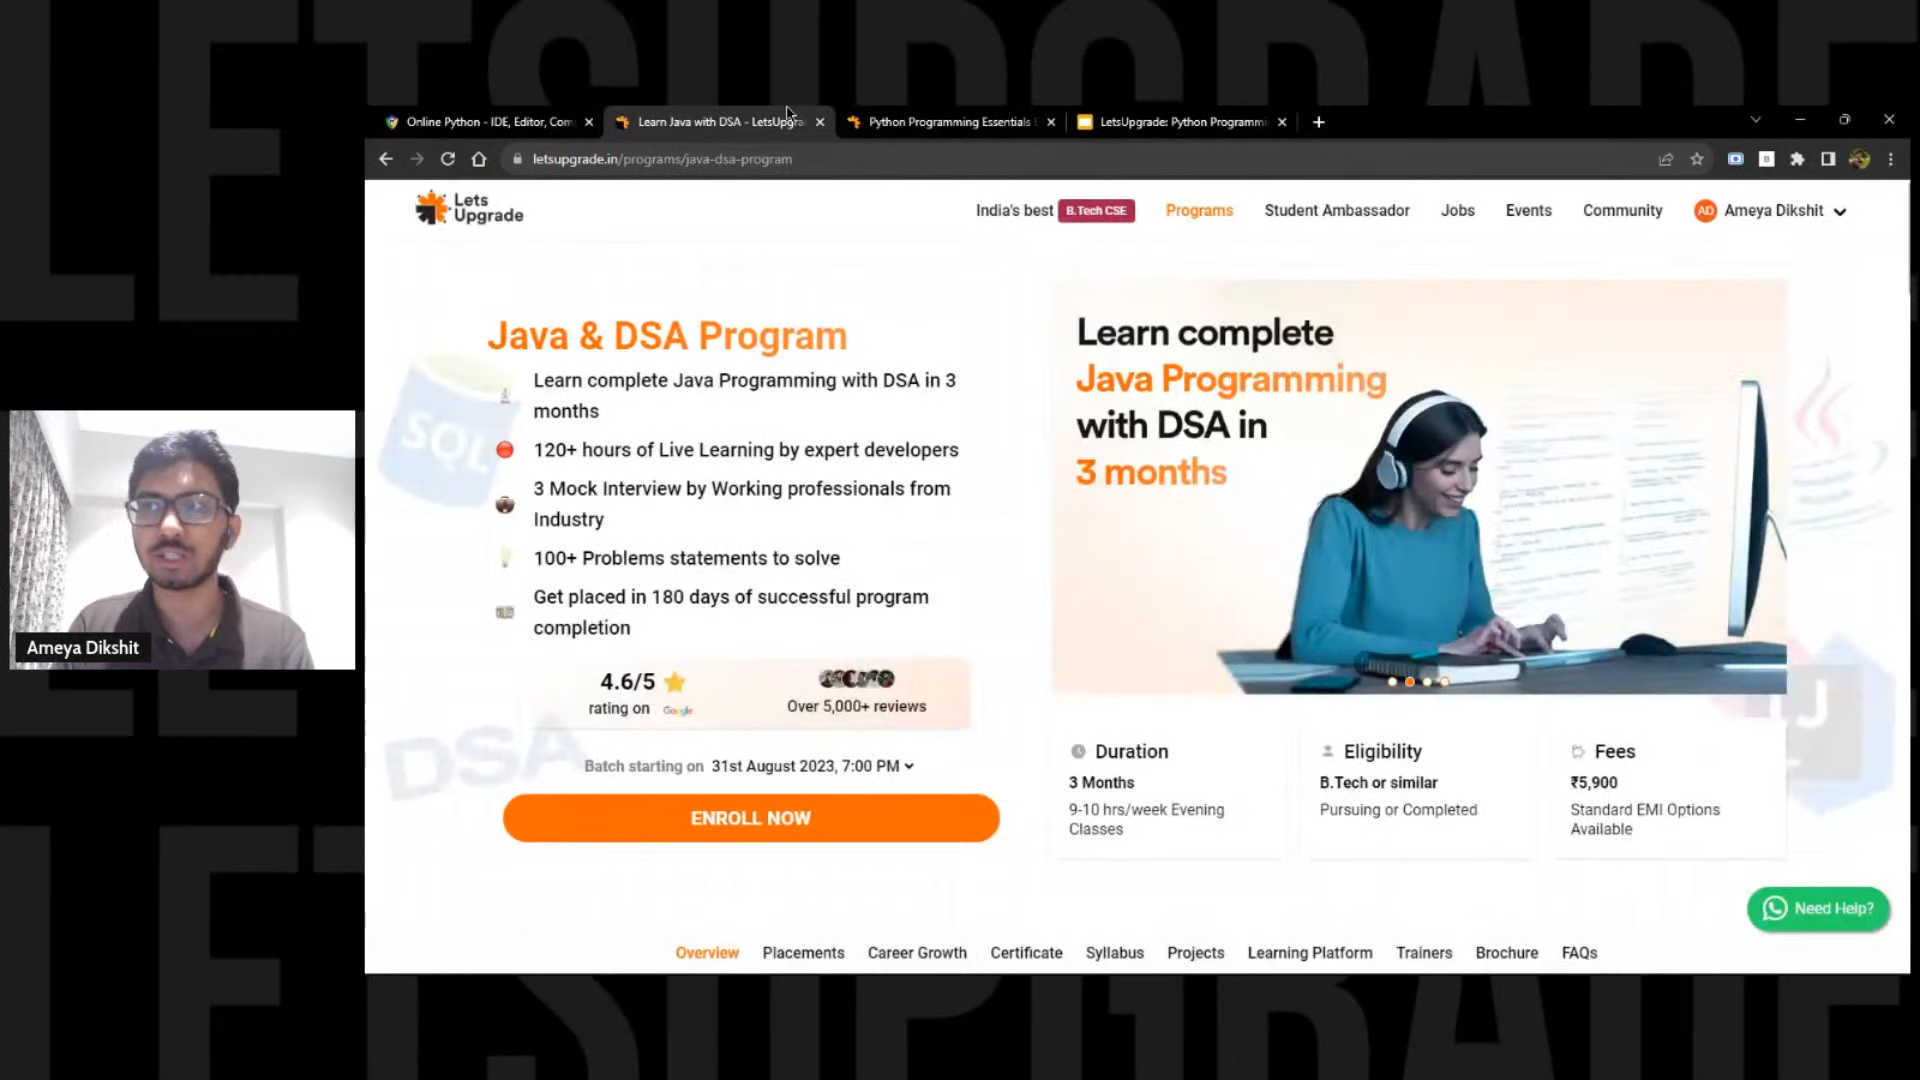 LETSUPGRADE
Online Python - IDE, Editor, Com
Learn Java with DSA - LetsUpgra
Python Programming Essentials
LetsUpgrade: Python Programmi
letsupgrade.in/programs/java-dsa-program
Lets
Upgrade
India's best B.Tech CSE Programs Student Ambassador Jobs Events Community AD Ameya Dikshit
Java & DSA Program
Learn complete Java Programming with DSA in 3
months
120+ hours of Live Learning by expert developers
3 Mock Interview by Working professionals from
Industry
100+ Problems statements to solve
Get placed in 180 days of successful program
completion
4.6/5
rating on Google
Over 5,000+ reviews
Batch starting on 31st August 2023, 7:00 PM
ENROLL NOW
SQL
DSA
Learn complete
Java Programming
with DSA in
3 months
Duration
3 Months
9-10 hrs/week Evening
Classes
Eligibility
B.Tech or similar
Pursuing or Completed
Fees
₹5,900
Standard EMI Options
Available
IJ
Need Help?
Overview Placements Career Growth Certificate Syllabus Projects Learning Platform Trainers Brochure FAQs
Ameya Dikshit
LETSUPGRADE